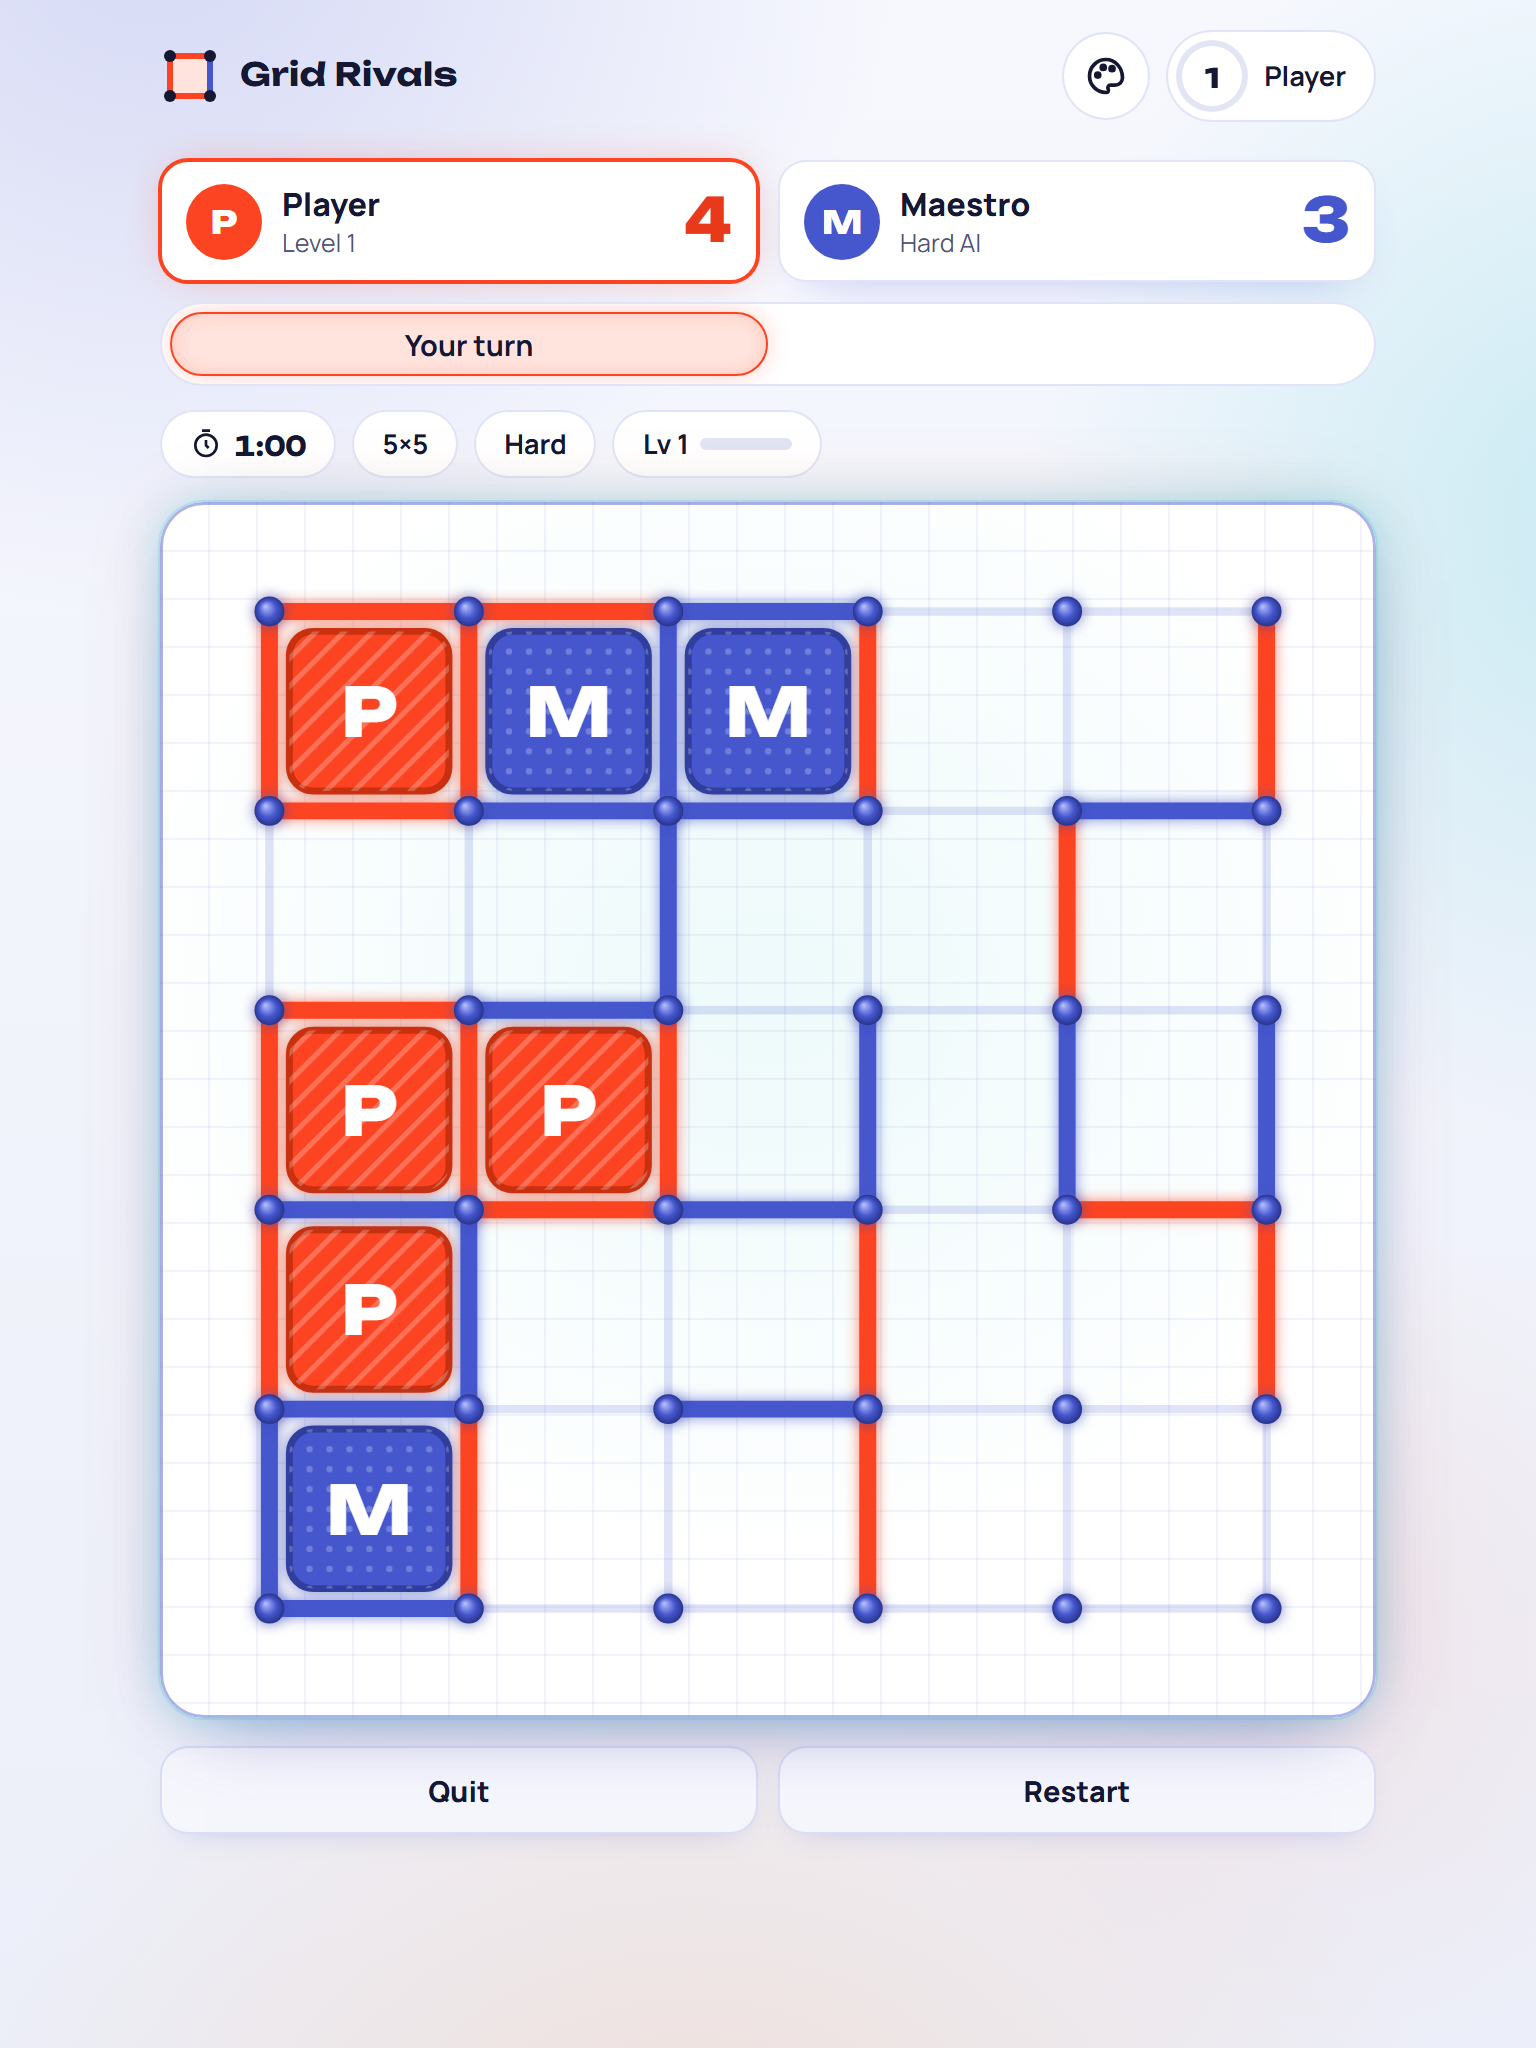 Grid Rivals
1 Player
P Player 4
Level 1
M Maestro 3
Hard AI
Your turn
1:00 5×5 Hard Lv 1
P M M
P P
P
M
Quit Restart